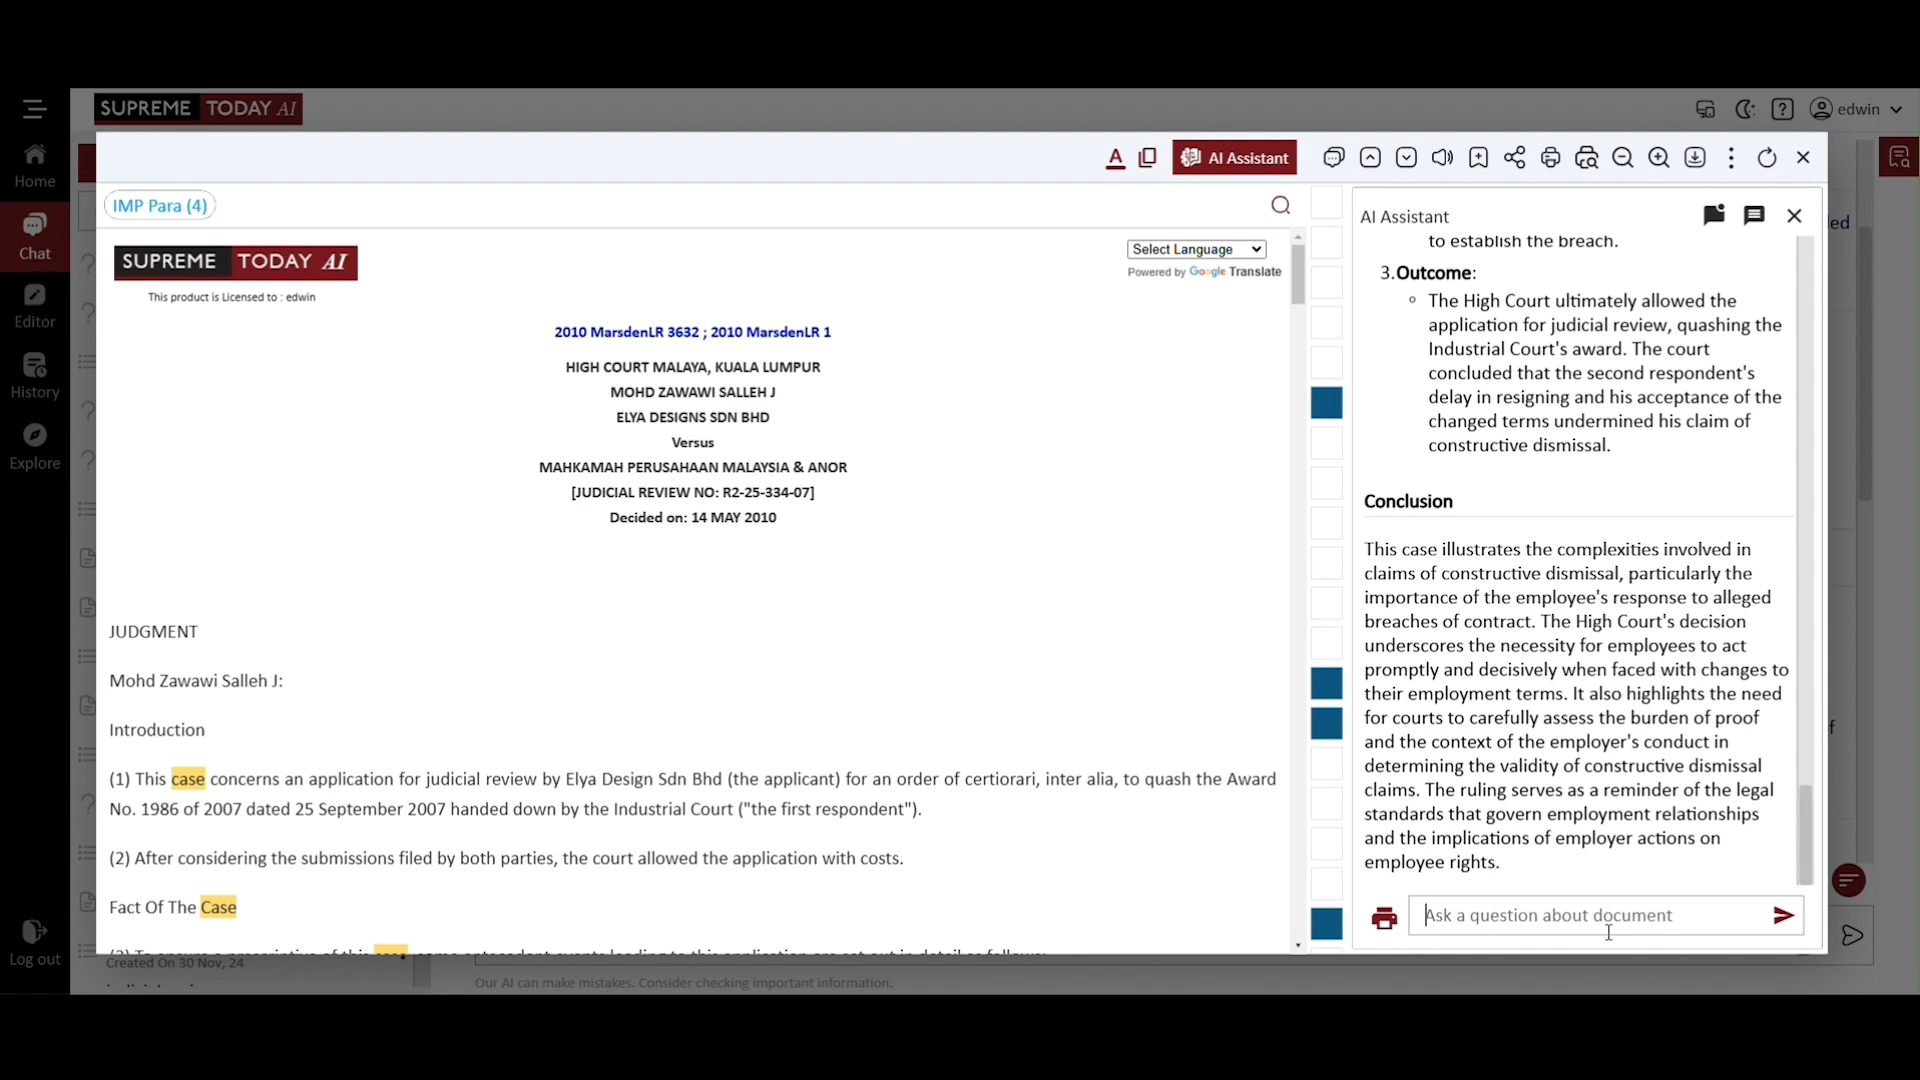 SUPREME TODAY AI
edwin
Home
Chat
Editor
History
Explore
Log out
A
AI Assistant
IMP Para (4)
SUPREME TODAY AI
This product is Licensed to : edwin
Select Language
Powered by Google Translate
2010 MarsdenLR 3632 ; 2010 MarsdenLR 1
HIGH COURT MALAYA, KUALA LUMPUR
MOHD ZAWAWI SALLEH J
ELYA DESIGNS SDN BHD
Versus
MAHKAMAH PERUSAHAAN MALAYSIA & ANOR
[JUDICIAL REVIEW NO: R2-25-334-07]
Decided on: 14 MAY 2010
JUDGMENT
Mohd Zawawi Salleh J:
Introduction
(1) This case concerns an application for judicial review by Elya Design Sdn Bhd (the applicant) for an order of certiorari, inter alia, to quash the Award
No. 1986 of 2007 dated 25 September 2007 handed down by the Industrial Court ("the first respondent").
(2) After considering the submissions filed by both parties, the court allowed the application with costs.
Fact Of The Case
Created On 30 Nov, 24
Our AI can make mistakes. Consider checking important information.
AI Assistant
to establish the breach.
3.Outcome:
The High Court ultimately allowed the
application for judicial review, quashing the
Industrial Court's award. The court
concluded that the second respondent's
delay in resigning and his acceptance of the
changed terms undermined his claim of
constructive dismissal.
Conclusion
This case illustrates the complexities involved in
claims of constructive dismissal, particularly the
importance of the employee's response to alleged
breaches of contract. The High Court's decision
underscores the necessity for employees to act
promptly and decisively when faced with changes to
their employment terms. It also highlights the need
for courts to carefully assess the burden of proof
and the context of the employer's conduct in
determining the validity of constructive dismissal
claims. The ruling serves as a reminder of the legal
standards that govern employment relationships
and the implications of employer actions on
employee rights.
Ask a question about document